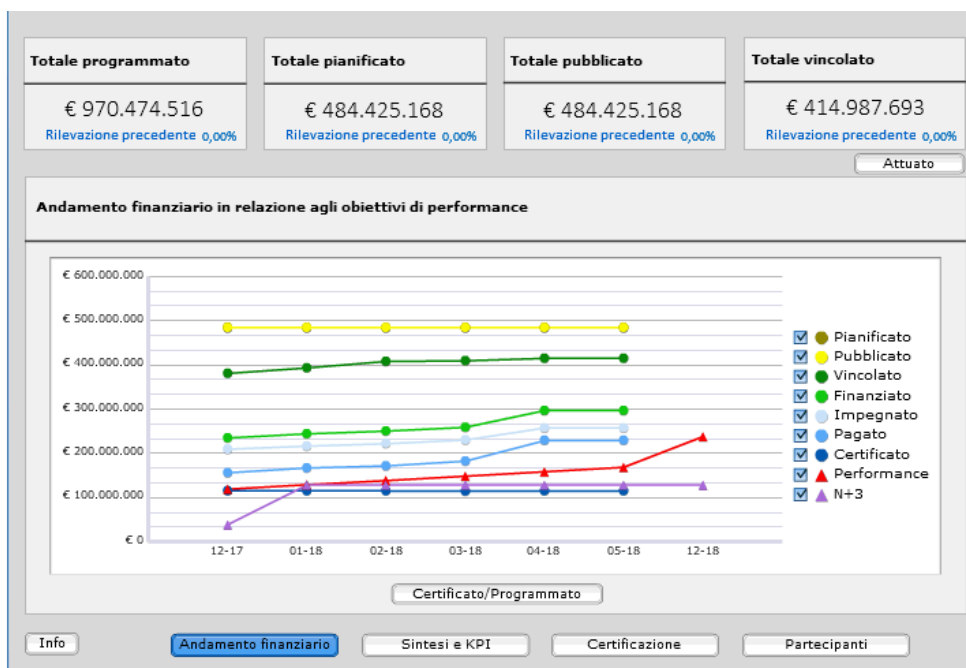 Totale programmato
€ 970.474.516
Rilevazione precedente 0,00%
Totale pianificato
€ 484.425.168
Rilevazione precedente 0,00%
Totale pubblicato
€ 484.425.168
Rilevazione precedente 0,00%
Totale vincolato
€ 414.987.693
Rilevazione precedente 0,00%
Attuato
Andamento finanziario in relazione agli obiettivi di performance
€ 600.000.000
€ 500.000.000
€ 400.000.000
€ 300.000.000
€ 200.000.000
€ 100.000.000
€ 0
12-17 01-18 02-18 03-18 04-18 05-18 12-18
Pianificato
Pubblicato
Vincolato
Finanziato
Impegnato
Pagato
Certificato
Performance
N+3
Certificato/Programmato
Info
Andamento finanziario
Sintesi e KPI
Certificazione
Partecipanti